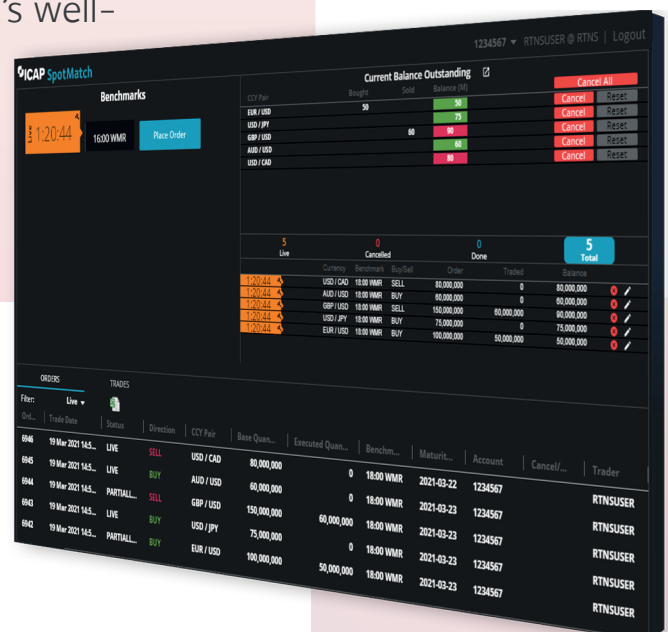 's well-
1234567 RTNSUSER @ RTNS | Logout
ICAP SpotMatch
Benchmarks
Live 1:20:44 16:00 WMR Place Order
Current Balance Outstanding
Cancel All
CCY Pair Bought Sold Balance (M)
EUR / USD 50 50 Cancel Reset
USD / JPY 75 Cancel Reset
GBP / USD 60 90 Cancel Reset
AUD / USD 60 Cancel Reset
USD / CAD 80 Cancel Reset
5 0 0 5
Live Cancelled Done Total
Currency Benchmark Buy/Sell Order Traded Balance
1:20:44 USD / CAD 18:00 WMR SELL 80,000,000 0 80,000,000
1:20:44 AUD / USD 18:00 WMR BUY 60,000,000 0 60,000,000
1:20:44 GBP / USD 18:00 WMR SELL 150,000,000 60,000,000 90,000,000
1:20:44 USD / JPY 18:00 WMR BUY 75,000,000 0 75,000,000
1:20:44 EUR / USD 18:00 WMR BUY 100,000,000 50,000,000 50,000,000
ORDERS TRADES
Filter: Live
Ord... Trade Date Status Direction CCY Pair Base Quan... Executed Quan... Benchm... Maturit... Account Cancel/... Trader
6946 19 Mar 2021 14:5... LIVE SELL USD / CAD 80,000,000 0 18:00 WMR 2021-03-22 1234567 RTNSUSER
6945 19 Mar 2021 14:5... LIVE BUY AUD / USD 60,000,000 0 18:00 WMR 2021-03-23 1234567 RTNSUSER
6944 19 Mar 2021 14:5... PARTIALL... SELL GBP / USD 150,000,000 60,000,000 18:00 WMR 2021-03-23 1234567 RTNSUSER
6943 19 Mar 2021 14:5... LIVE BUY USD / JPY 75,000,000 0 18:00 WMR 2021-03-23 1234567 RTNSUSER
6942 19 Mar 2021 14:5... PARTIALL... BUY EUR / USD 100,000,000 50,000,000 18:00 WMR 2021-03-23 1234567 RTNSUSER